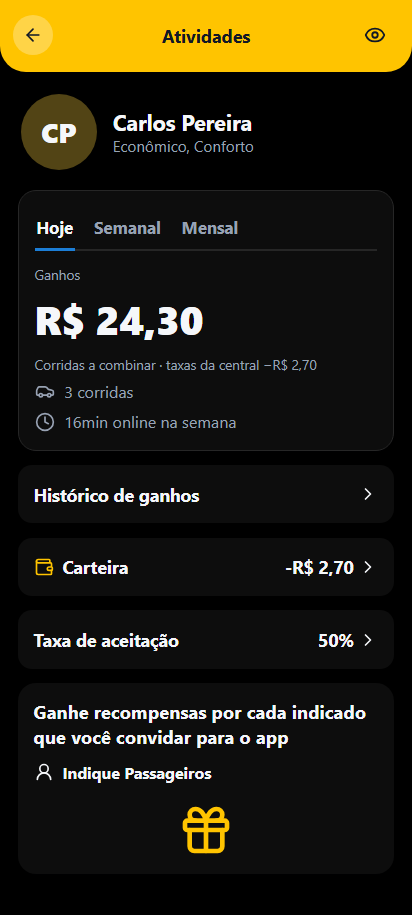 Atividades
CP
Carlos Pereira
Econômico, Conforto
Hoje Semanal Mensal
Ganhos
R$ 24,30
Corridas a combinar · taxas da central −R$ 2,70
3 corridas
16min online na semana
Histórico de ganhos
Carteira -R$ 2,70
Taxa de aceitação 50%
Ganhe recompensas por cada indicado
que você convidar para o app
Indique Passageiros